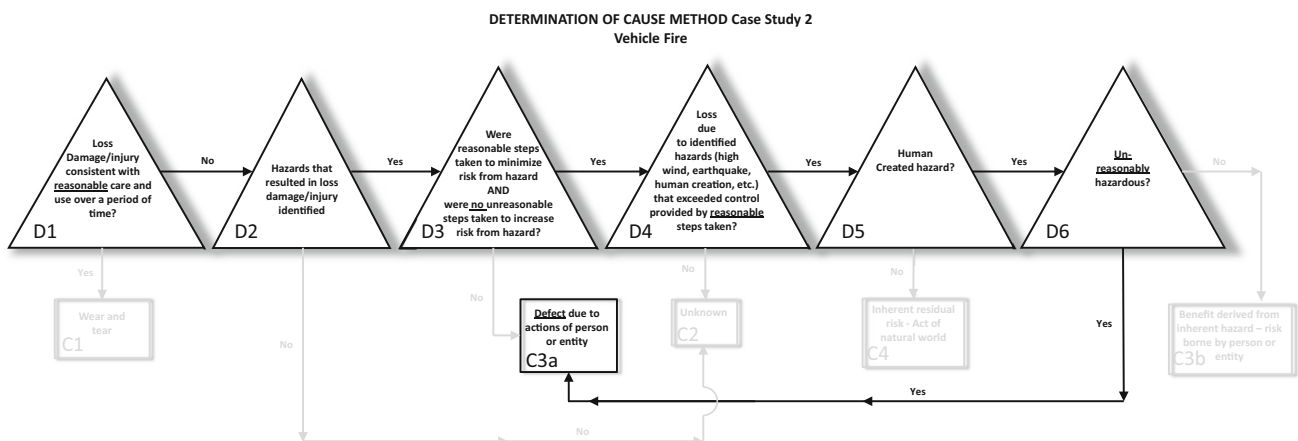 DETERMINATION OF CAUSE METHOD Case Study 2
Vehicle Fire
Loss
Damage/injury
consistent with
reasonable care and
use over a period of
time?
D1
No
Hazards that
resulted in loss
damage/injury
identified
D2
Yes
Were
reasonable steps
taken to minimize
risk from hazard
AND
were no unreasonable
steps taken to increase
risk from hazard?
D3
Yes
Loss
due
to identified
hazards (high
wind, earthquake,
human creation, etc.)
that exceeded control
provided by reasonable
steps taken?
D4
Yes
Human
Created hazard?
D5
Yes
Un-
reasonably
hazardous?
D6
No
Yes
Wear and
tear
C1
No
No
Defect due to
actions of person
or entity
C3a
No
Unknown
C2
No
Inherent residual
risk - Act of
natural world
C4
Yes
Benefit derived from
inherent hazard – risk
borne by person or
entity
C3b
Yes
No